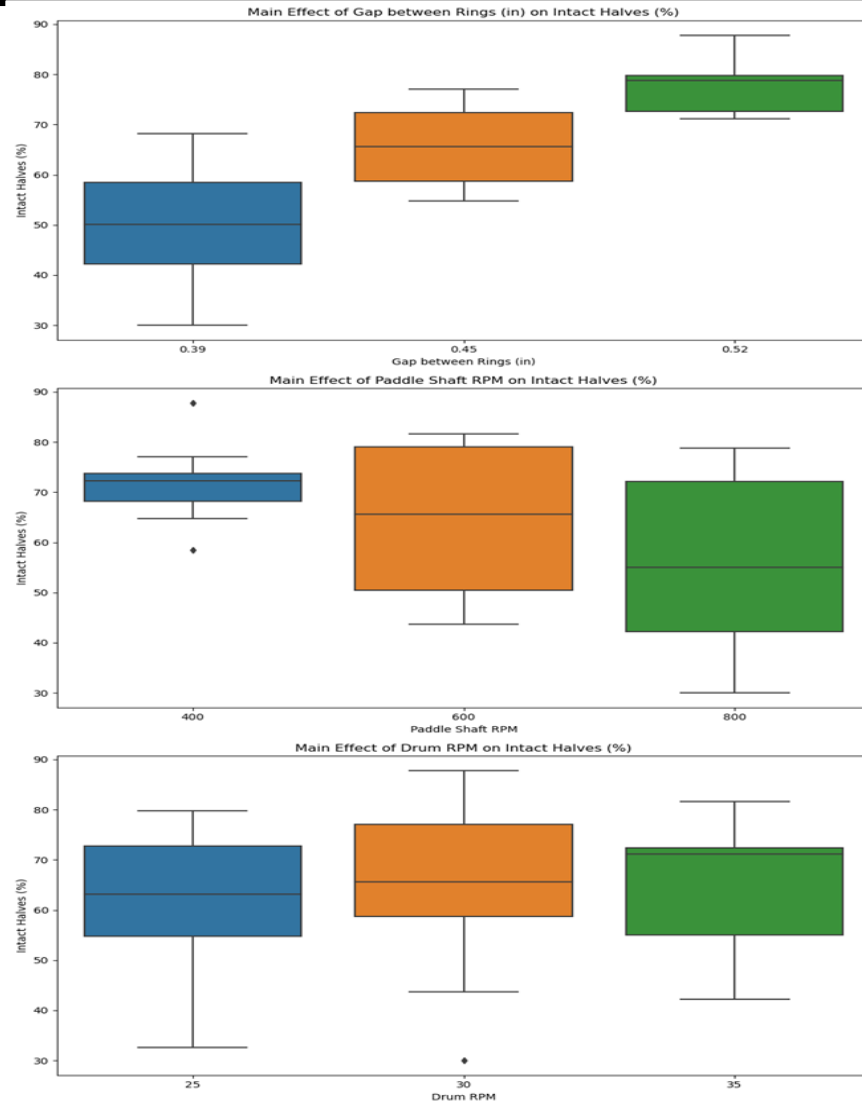 Main Effect of Gap between Rings (in) on Intact Halves (%)
90
80
70
60
50
40
30
Intact Halves (%)
0.39 0.45 0.52
Gap between Rings (in)
Main Effect of Paddle Shaft RPM on Intact Halves (%)
90
80
70
60
50
40
30
Intact Halves (%)
400 600 800
Paddle Shaft RPM
Main Effect of Drum RPM on Intact Halves (%)
90
80
70
60
50
40
30
Intact Halves (%)
25 30 35
Drum RPM